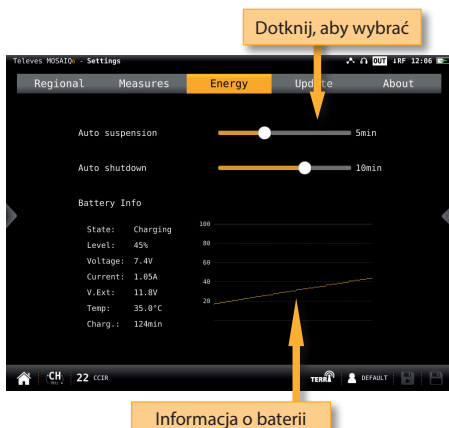 Dotknij, aby wybrać
Televes MOSAIQ6 - Settings
OUT ↓RF 12:06
Regional Measures Energy Update About
Auto suspension 5min
Auto shutdown 10min
Battery Info
State: Charging
Level: 45%
Voltage: 7.4V
Current: 1.05A
V.Ext: 11.8V
Temp: 35.0°C
Charg.: 124min
100
80
60
40
20
CH 22 CCIR
TERR DEFAULT
Informacja o baterii